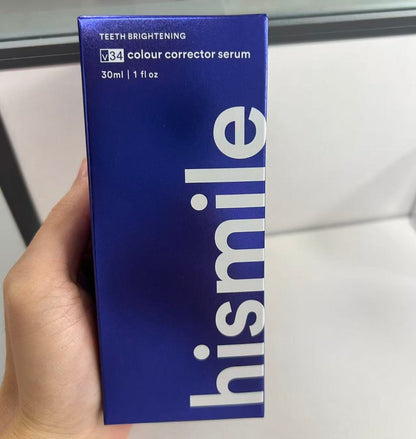 TEETH BRIGHTENING
v34 colour corrector serum
30ml | 1 fl oz
hismile